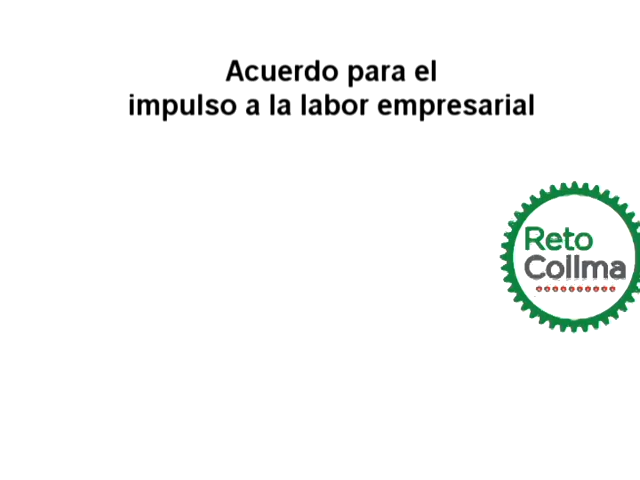 Acuerdo para el
impulso a la labor empresarial
Reto
Collma